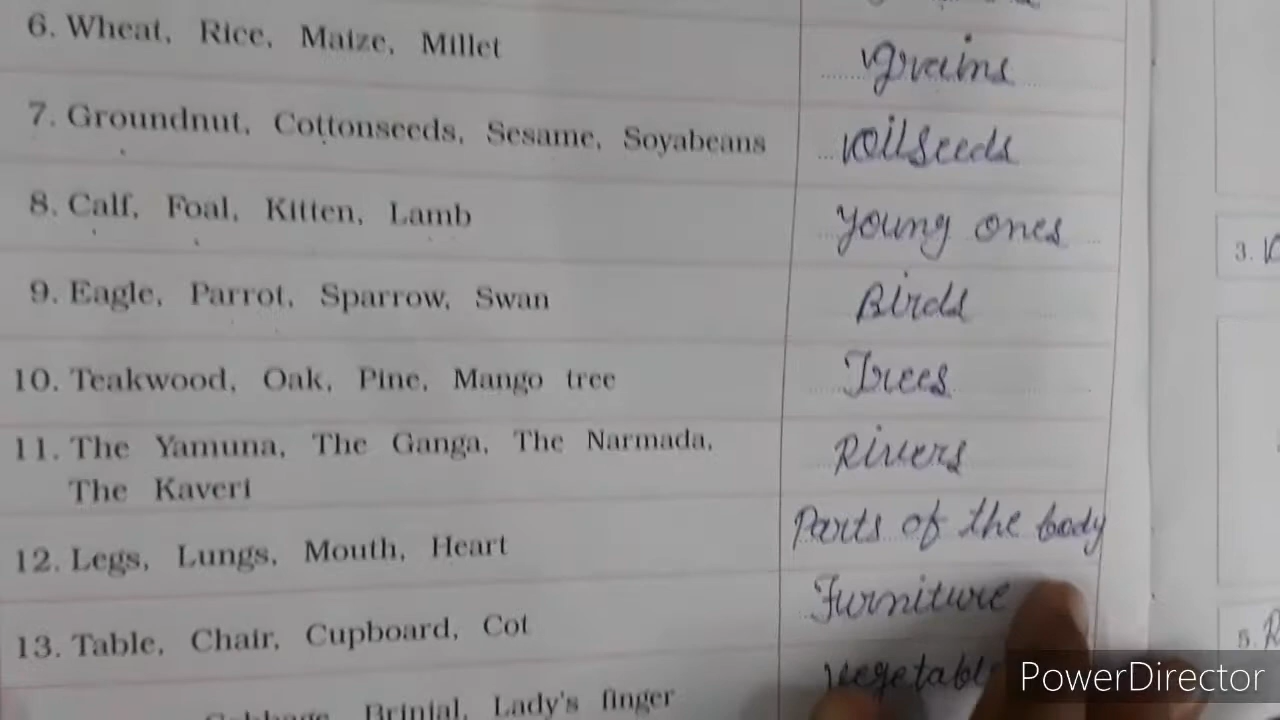 6. Wheat, Rice, Maize, Millet grains
7. Groundnut, Cottonseeds, Sesame, Soyabeans Oilseeds
8. Calf, Foal, Kitten, Lamb young ones
9. Eagle, Parrot, Sparrow, Swan Birds
10. Teakwood, Oak, Pine, Mango tree Trees
11. The Yamuna, The Ganga, The Narmada, Rivers
The Kaveri
12. Legs, Lungs, Mouth, Heart Parts of the body
13. Table, Chair, Cupboard, Cot Furniture
Brinjal, Lady's finger
3.
5.
PowerDirector